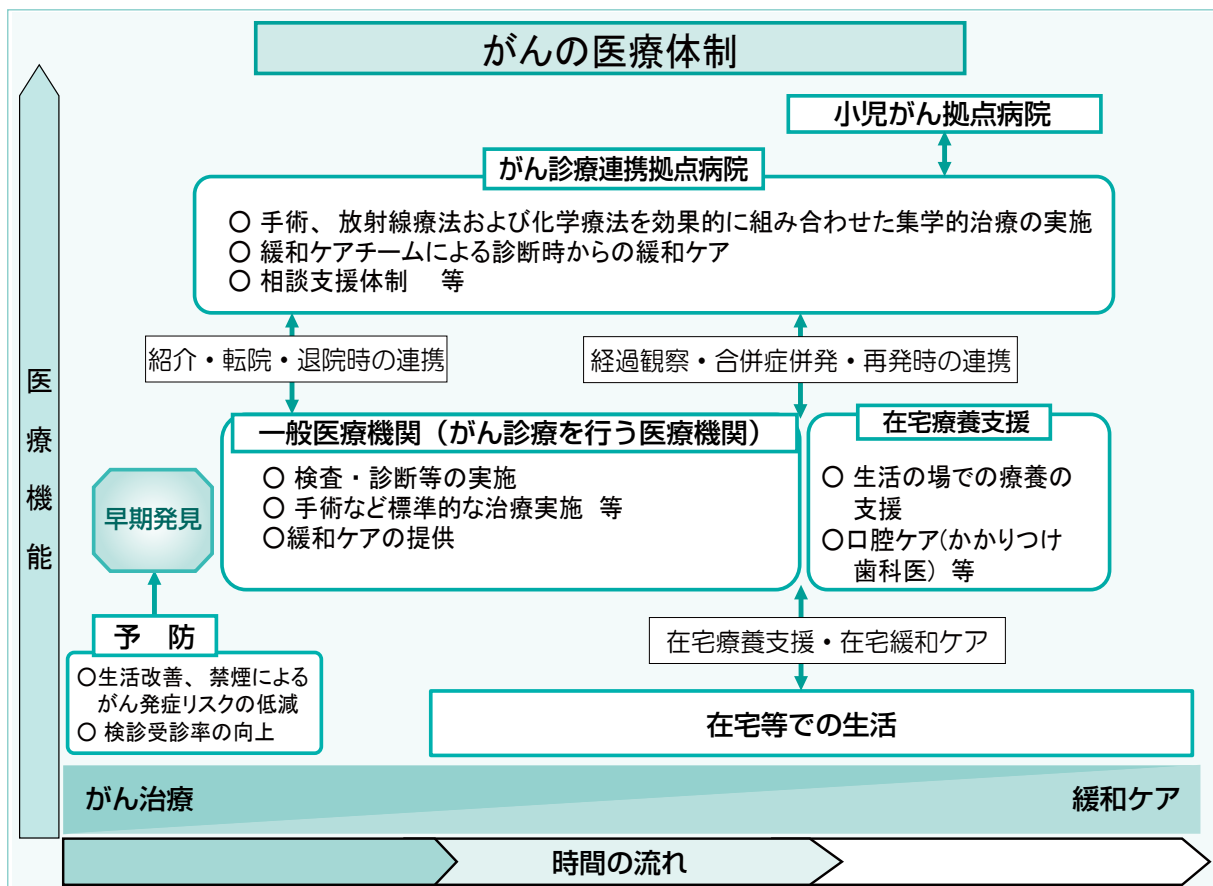 がんの医療体制
小児がん拠点病院
がん診療連携拠点病院
〇 手術、放射線療法および化学療法を効果的に組み合わせた集学的治療の実施
〇 緩和ケアチームによる診断時からの緩和ケア
〇 相談支援体制　等
紹介・転院・退院時の連携
経過観察・合併症併発・再発時の連携
医療機能
一般医療機関（がん診療を行う医療機関）
〇 検査・診断等の実施
〇 手術など標準的な治療実施 等
〇緩和ケアの提供
在宅療養支援
〇 生活の場での療養の
支援
〇口腔ケア(かかりつけ
歯科医）等
早期発見
予　防
〇生活改善、禁煙による
がん発症リスクの低減
〇 検診受診率の向上
在宅療養支援・在宅緩和ケア
在宅等での生活
がん治療
緩和ケア
時間の流れ